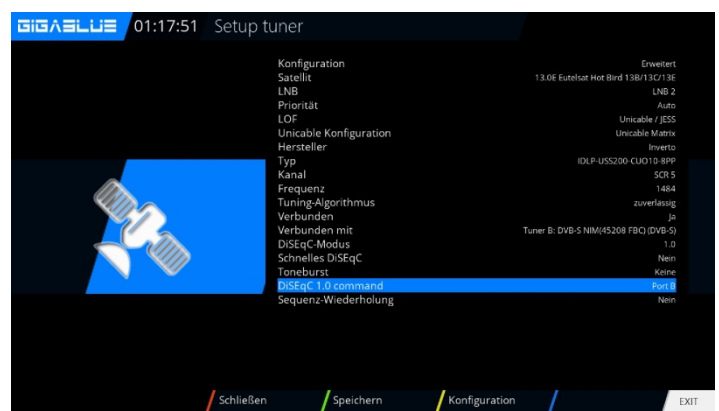 GIGABLUE 01:17:51 Setup tuner
Konfiguration Erweitert
Satellit 13.0E Eutelsat Hot Bird 13B/13C/13E
LNB LNB 2
Priorität Auto
LOF Unicable / JESS
Unicable Konfiguration Unicable Matrix
Hersteller Inverto
Typ IDLP-USS200-CUO10-8PP
Kanal SCR 5
Frequenz 1484
Tuning-Algorithmus zuverlassig
Verbunden Ja
Verbunden mit Tuner B: DVB-S NIM(45208 FBC) (DVB-S)
DiSEqC-Modus 1.0
Schnelles DiSEqC Nein
Toneburst Keine
DiSEqC 1.0 command Port B
Sequenz-Wiederholung Nein
Schließen Speichern Konfiguration EXIT